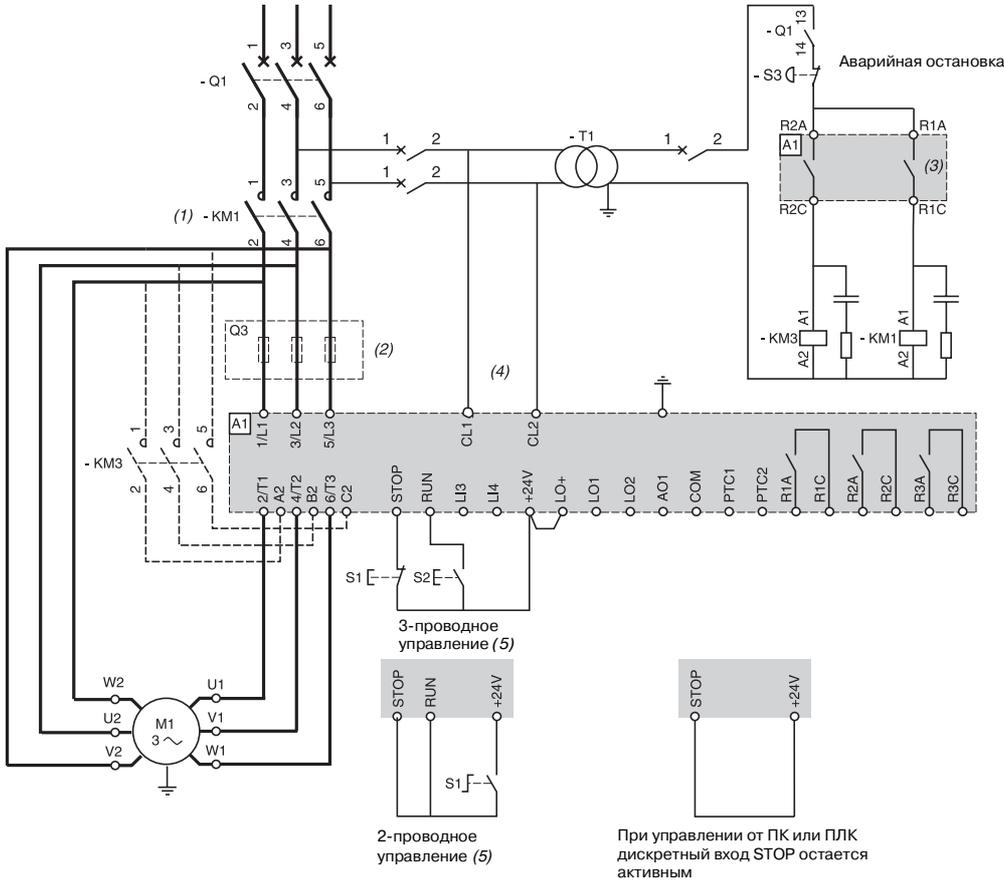 1 3 5
- Q1
2 4 6
1 2
1 2
- T1
1 2
13
- Q1
14
- S3
Аварийная остановка
R2A R1A
A1
(3)
R2C R1C
1 3 5
(1) - KM1
2 4 6
Q3
(2)
(4)
A1 A1
- KM3 - KM1
A2 A2
A1
1/L1 3/L2 5/L3 CL1 CL2
1 3 5
- KM3
2 4 6
2/T1 A2 4/T2 B2 6/T3 C2 STOP RUN LI3 LI4 +24V LO+ LO1 LO2 AO1 COM PTC1 PTC2 R1A R1C R2A R2C R3A R3C
S1 S2
3-проводное
управление (5)
STOP RUN +24V
STOP +24V
W2 U1
U2 V1
V2 W1
M1
3
S1
2-проводное
управление (5)
При управлении от ПК или ПЛК
дискретный вход STOP остается
активным